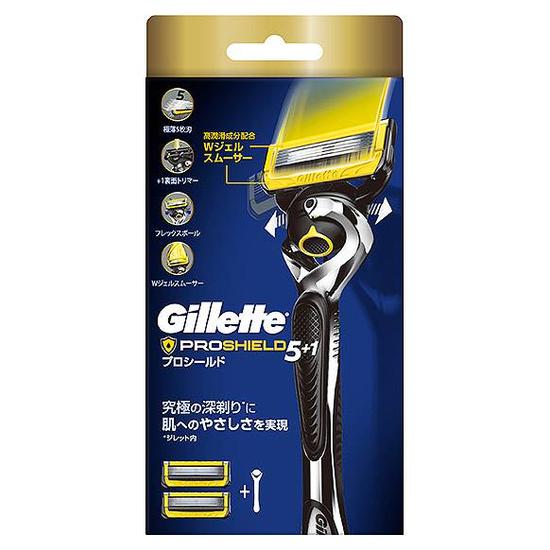 5
極薄5枚刃
+1裏面トリマー
フレックスボール
Wジェルスムーサー
高潤滑成分配合
Wジェル
スムーサー
Gillette
Gillette
PROSHIELD5+1
プロシールド
究極の深剃り*に
肌へのやさしさを実現
*ジレット内
+
Gill